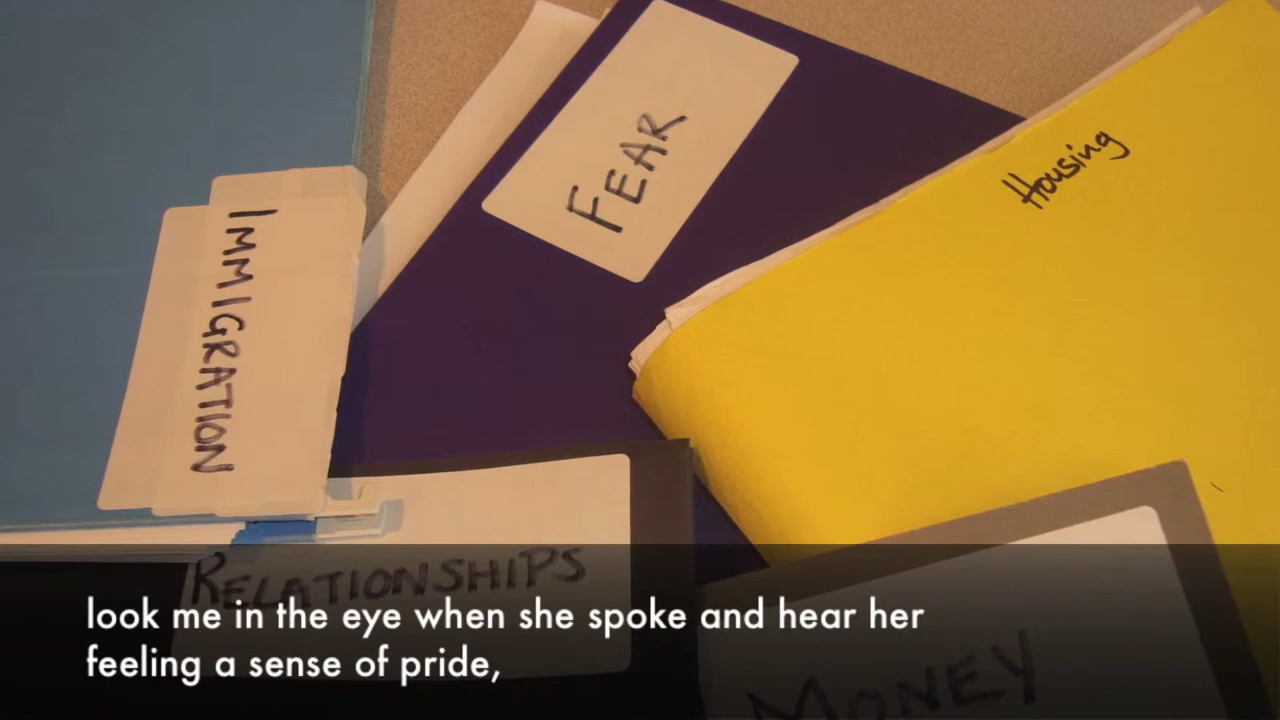 FEAR
Housing
IMMIGRATION
RELATIONSHIPS
look me in the eye when she spoke and hear her
feeling a sense of pride,
MONEY